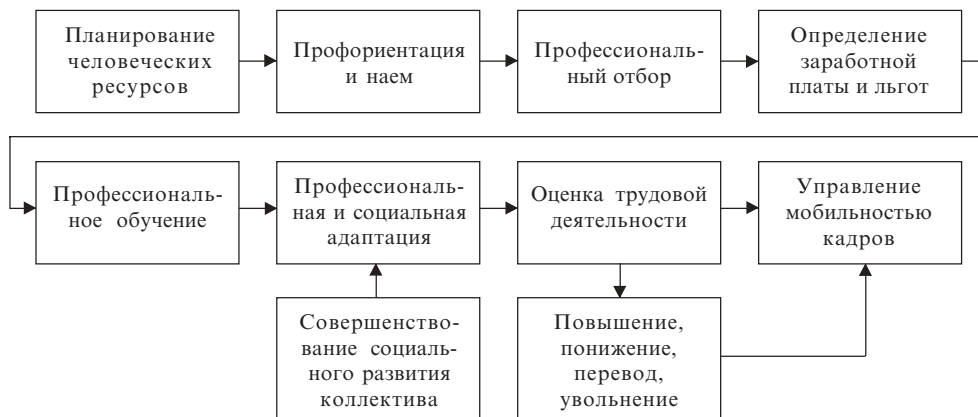 Планирование
человеческих
ресурсов
Профориентация
и наем
Профессиональ-
ный отбор
Определение
заработной
платы и льгот
Профессиональ-
ное обучение
Профессиональ-
ная и социальная
адаптация
Оценка трудовой
деятельности
Управление
мобильностью
кадров
Совершенство-
вание социаль-
ного развития
коллектива
Повышение,
понижение,
перевод,
увольнение